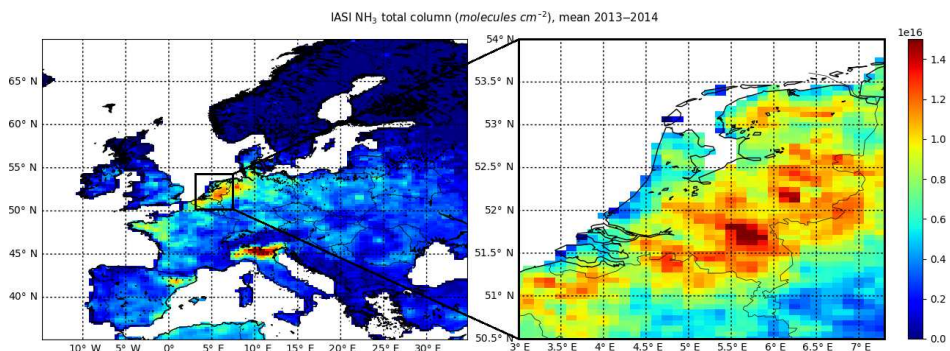 IASI NH₃ total column (molecules cm⁻²), mean 2013−2014
65° N
60° N
55° N
50° N
45° N
40° N
10° W
5° W
0°
5° E
10° E
15° E
20° E
25° E
30° E
54° N
53.5° N
53° N
52.5° N
52° N
51.5° N
51° N
50.5° N
3° E
3.5° E
4° E
4.5° E
5° E
5.5° E
6° E
6.5° E
7° E
1e16
1.4
1.2
1.0
0.8
0.6
0.4
0.2
0.0